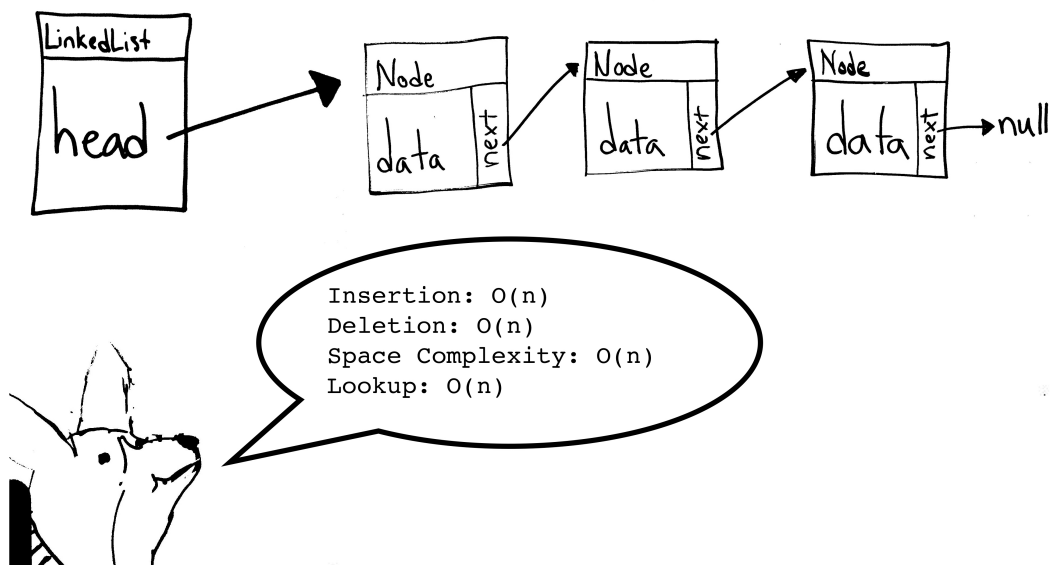 LinkedList
head
Node
data
next
Node
data
next
Node
data
next
null
Insertion: O(n)
Deletion: O(n)
Space Complexity: O(n)
Lookup: O(n)